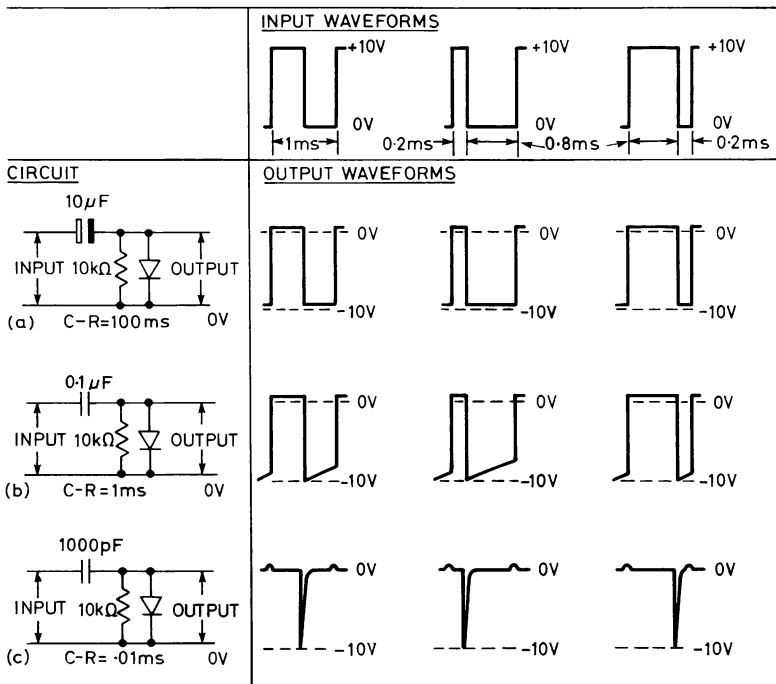 INPUT WAVEFORMS
+10V +10V +10V
0V 0V 0V
1ms 0·2ms 0·8ms 0·2ms
CIRCUIT OUTPUT WAVEFORMS
10μF
INPUT 10kΩ OUTPUT
(a) C-R=100ms 0V
0V 0V 0V
-10V -10V -10V
0·1μF
INPUT 10kΩ OUTPUT
(b) C-R=1ms 0V
0V 0V 0V
-10V -10V -10V
1000pF
INPUT 10kΩ OUTPUT
(c) C-R=·01ms 0V
0V 0V 0V
-10V -10V -10V